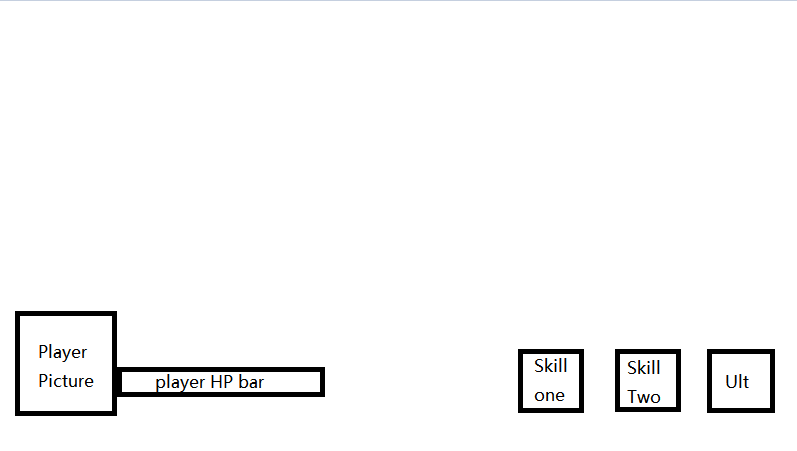 Player
Picture
player HP bar
Skill
one
Skill
Two
Ult